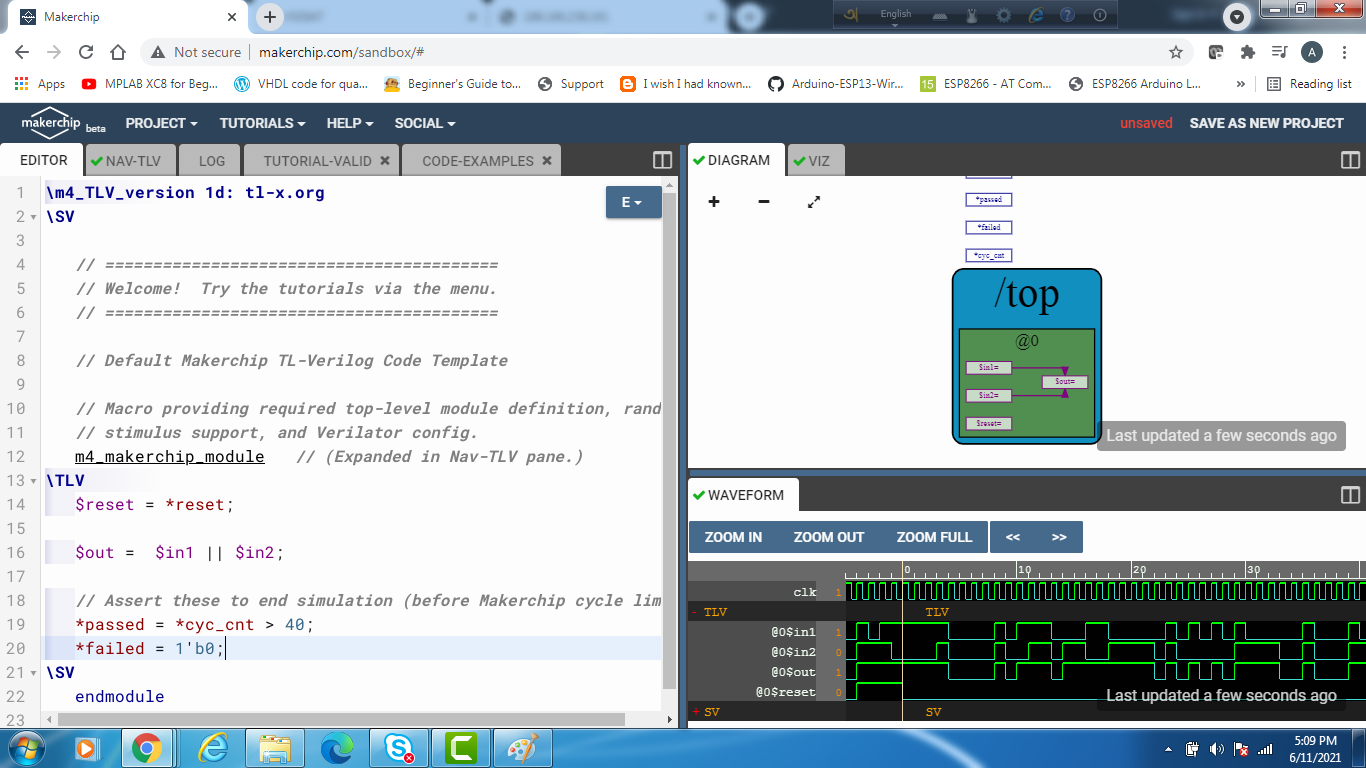 Makerchip
English
Not secure
makerchip.com/sandbox/#
A
Apps
MPLAB XC8 for Beg...
VHDL code for qua...
Beginner's Guide to...
Support
I wish I had known...
Arduino-ESP13-Wir...
15
ESP8266 - AT Com...
ESP8266 Arduino L...
»
Reading list
makerchip beta
PROJECT
TUTORIALS
HELP
SOCIAL
unsaved
SAVE AS NEW PROJECT
EDITOR
NAV-TLV
LOG
TUTORIAL-VALID
CODE-EXAMPLES
E
1 \m4_TLV_version 1d: tl-x.org
2 \SV
3
4 // =========================================
5 // Welcome!  Try the tutorials via the menu.
6 // =========================================
7
8 // Default Makerchip TL-Verilog Code Template
9
10 // Macro providing required top-level module definition, rand
11 // stimulus support, and Verilator config.
12 m4_makerchip_module   // (Expanded in Nav-TLV pane.)
13 \TLV
14 $reset = *reset;
15
16 $out =  $in1 || $in2;
17
18 // Assert these to end simulation (before Makerchip cycle lim
19 *passed = *cyc_cnt > 40;
20 *failed = 1'b0;
21 \SV
22 endmodule
23
DIAGRAM
VIZ
*passed
*failed
*cyc_cnt
/top
@0
$in1=
$out=
$in2=
$reset=
Last updated a few seconds ago
WAVEFORM
ZOOM IN
ZOOM OUT
ZOOM FULL
<<
>>
0 10 20 30
clk 1
- TLV TLV
@0$in1 1
@0$in2 0
@0$out 1
@0$reset 0
Last updated a few seconds ago
+ SV SV
5:09 PM
6/11/2021